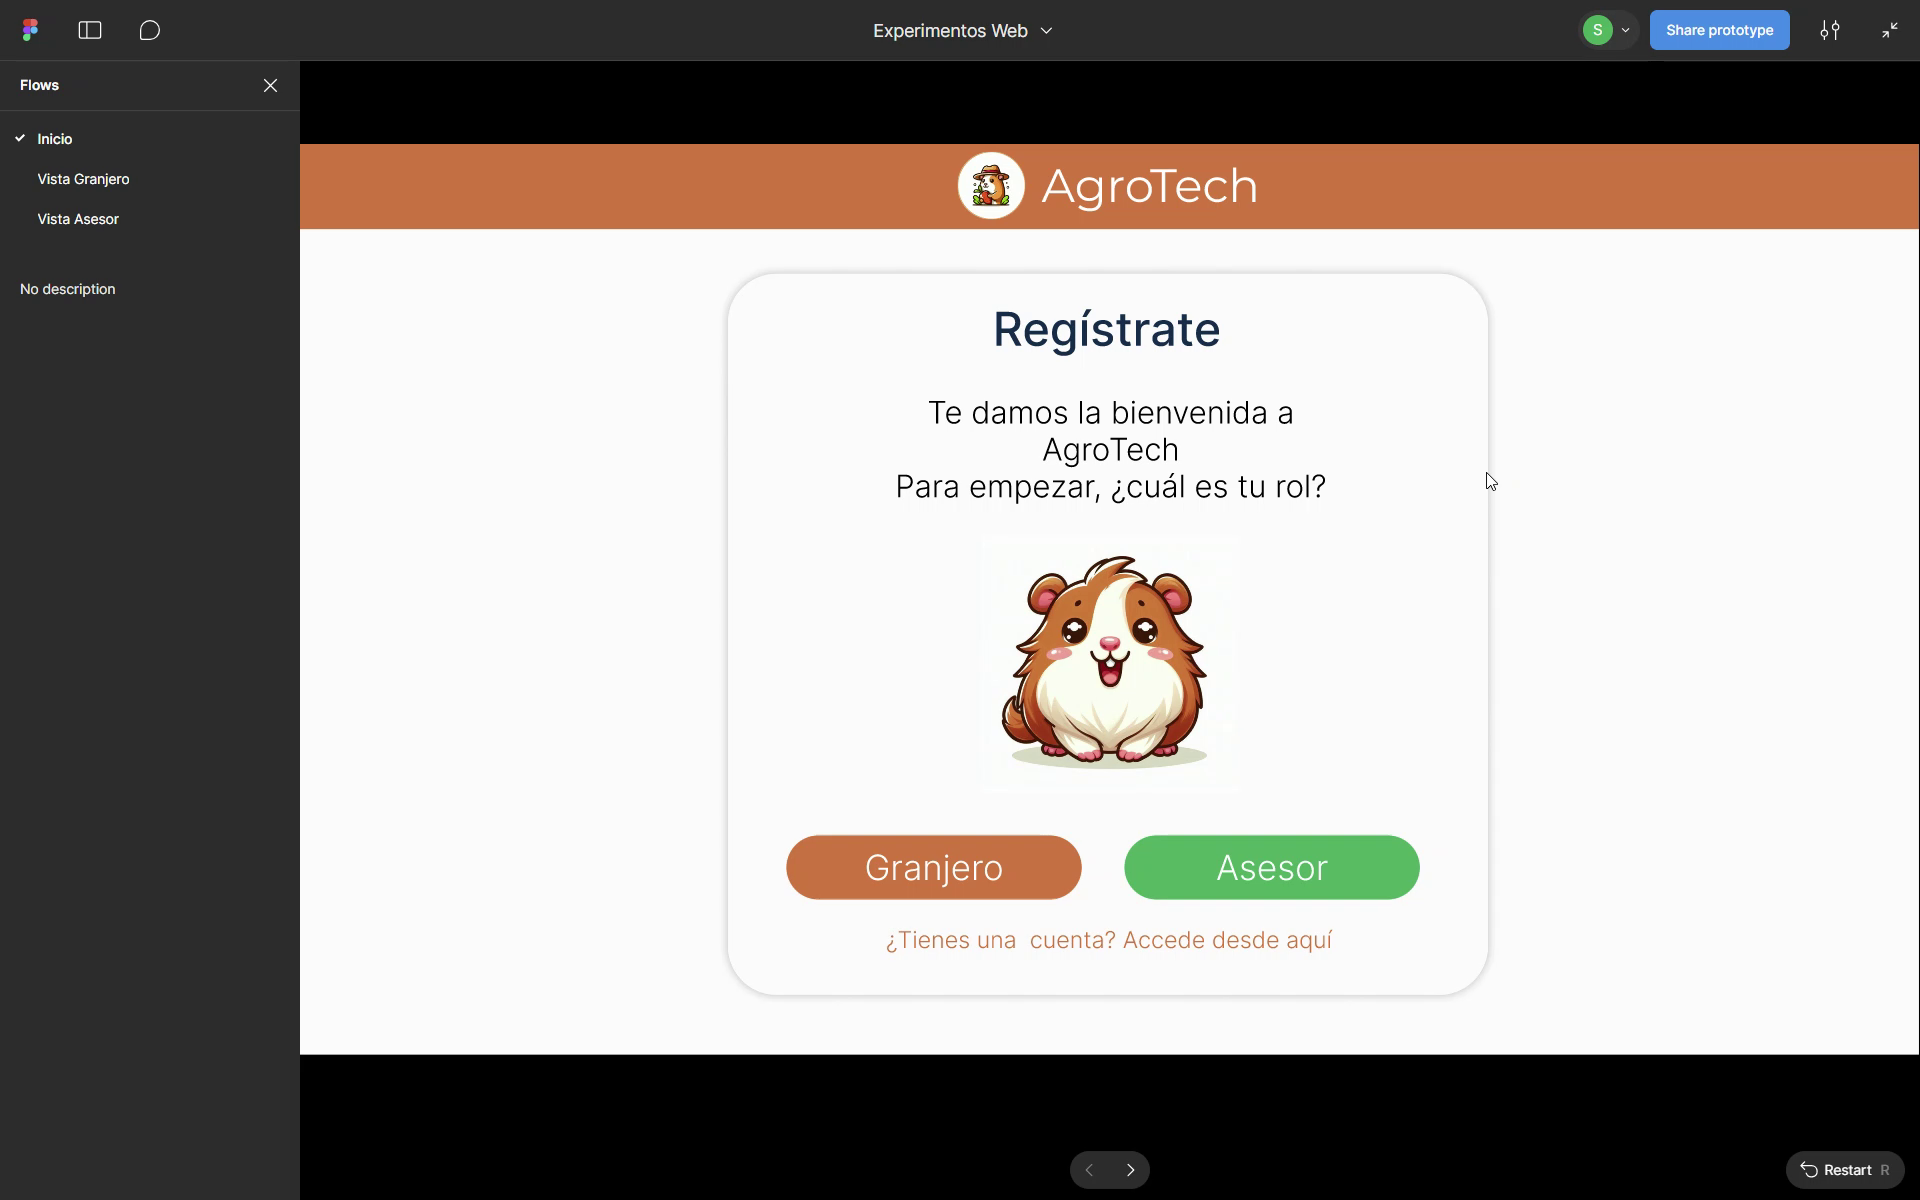 Experimentos Web
S
Share prototype
Flows
Inicio
Vista Granjero
Vista Asesor
No description
AgroTech
Regístrate
Te damos la bienvenida a
AgroTech
Para empezar, ¿cuál es tu rol?
Granjero
Asesor
¿Tienes una  cuenta? Accede desde aquí
Restart R